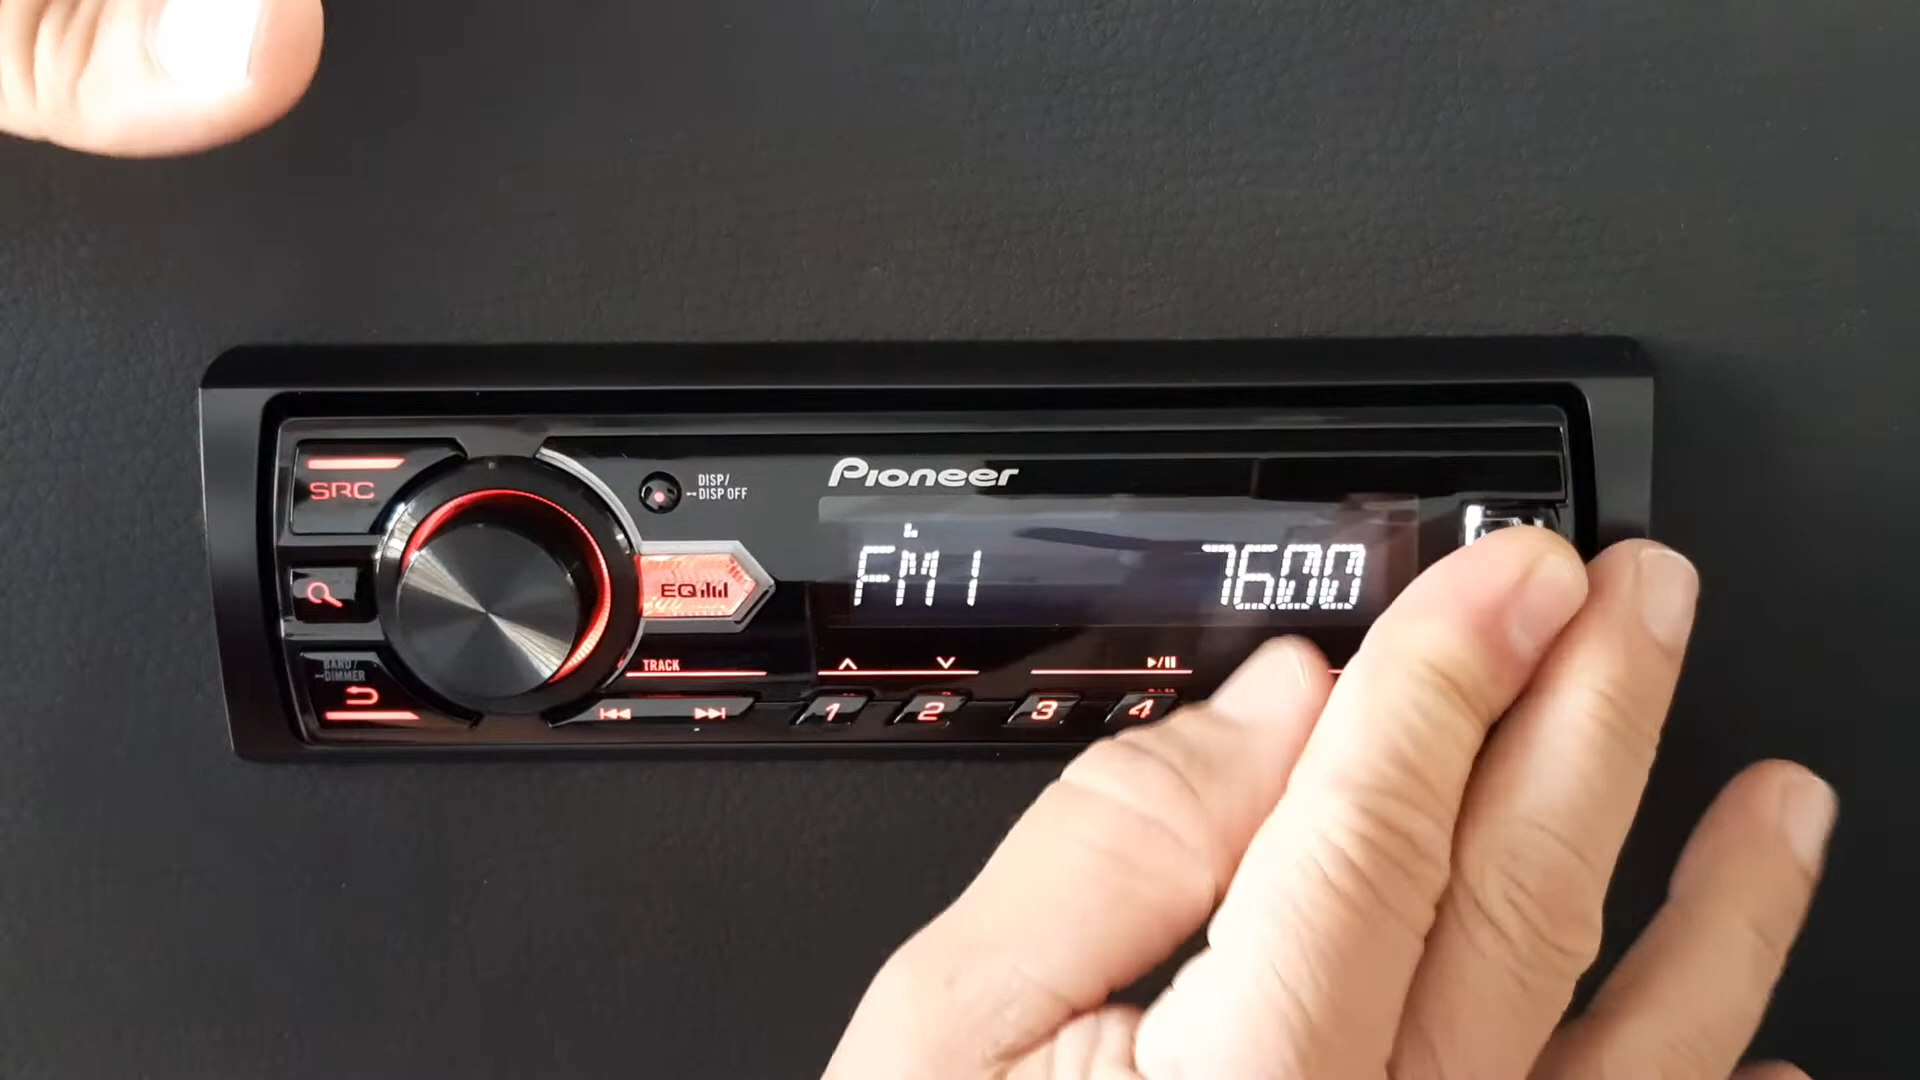 Pioneer
SRC
DISP/
DISP OFF
FM1 76.00
EQ
BAND/
DIMMER
TRACK
1 2 3 4